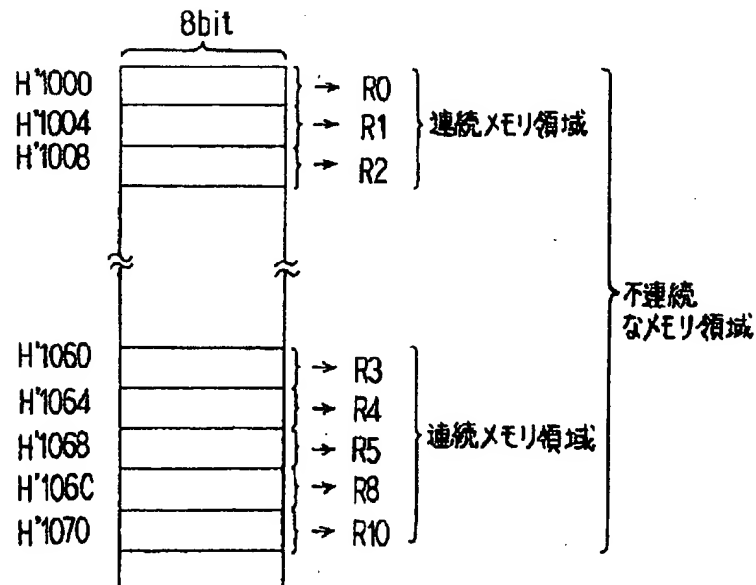 8bit
H'1000 → R0
H'1004 → R1 連続メモリ領域
H'1008 → R2
不連続
なメモリ領域
H'1060 → R3
H'1064 → R4
H'1068 → R5 連続メモリ領域
H'106C → R8
H'1070 → R10